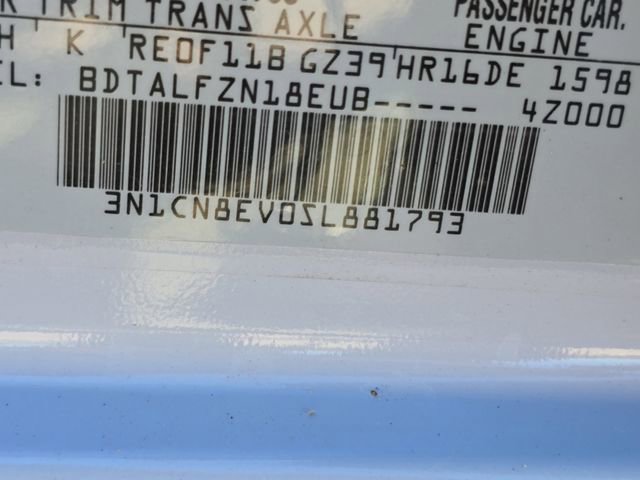 R TRIM TRANS AXLE PASSENGER CAR.
H K RE0F11B GZ39 HR16DE 1598 ENGINE
EL: BDTALFZN18EUB----- 4Z000
3N1CN8EV0SL881793